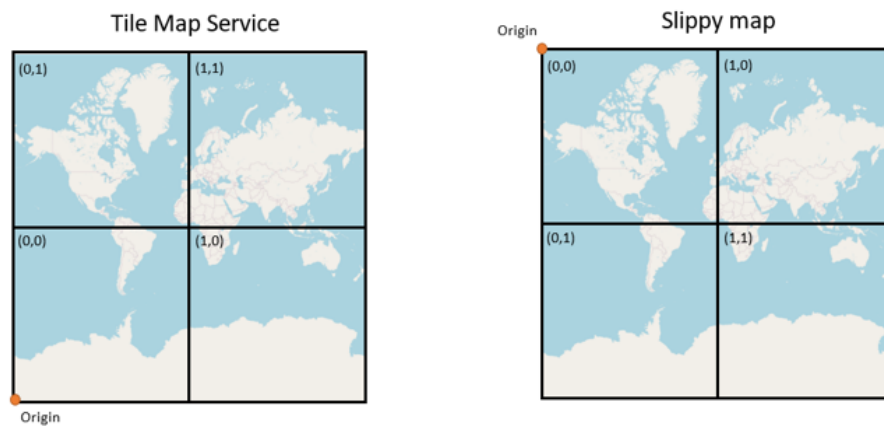 Tile Map Service
(0,1)
(1,1)
(0,0)
(1,0)
Origin
Slippy map
Origin
(0,0)
(1,0)
(0,1)
(1,1)